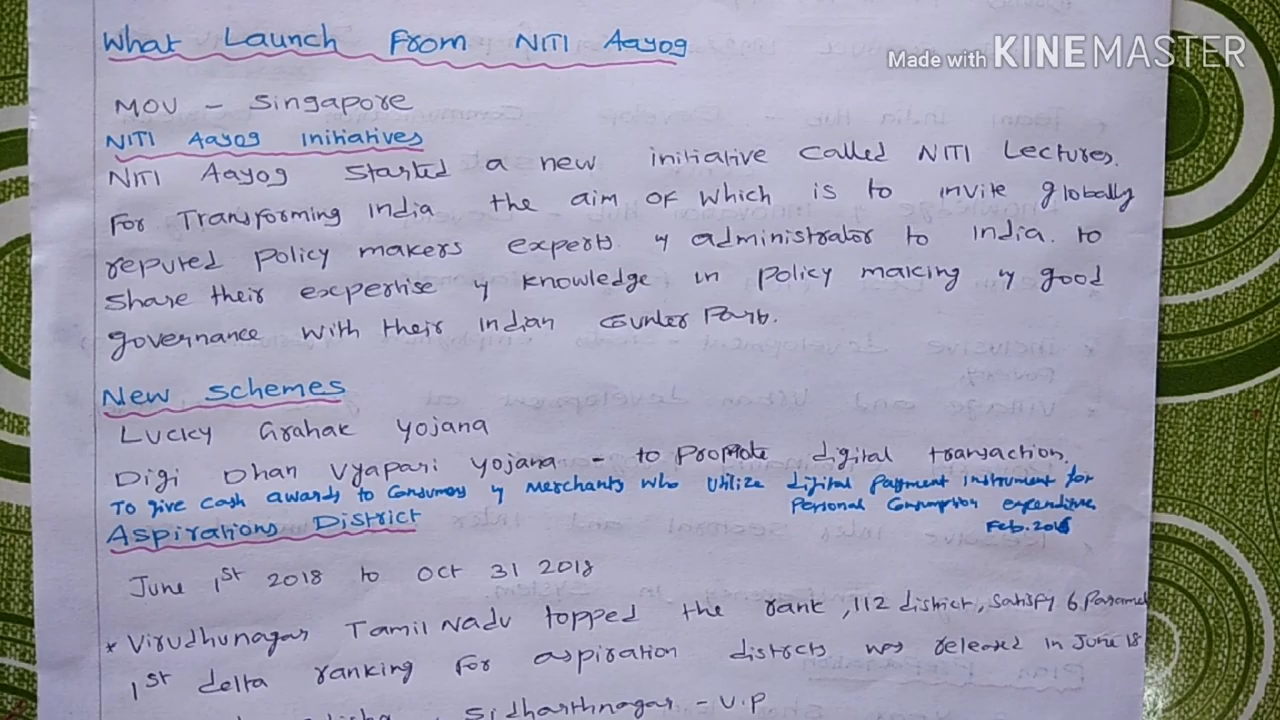 What Launch From NITI Aayog
Made with KINEMASTER
MOU - Singapore
NITI Aayog Initiatives
NITI Aayog Started a new initiative called NITI Lectures.
For Transforming India the aim of which is to invite globally
reputed Policy makers experts y administrator to India. to
Share their expertise y knowledge in policy making y good
governance with their Indian Counter Part.
New Schemes
Lucky Grahak Yojana
Digi Dhan Vyapari Yojana - to Promote digital transaction.
To give cash awards to Consumers y Merchants who Utilize digital Payment instrument for
Personal Consumption expenditure
Feb.
Aspirations District
June 1st 2018 to Oct 31 2018
* Virudhunagar Tamil Nadu topped the rank, 112 district, Satisfy 6 Paramet
1st delta ranking for aspiration districts was released in June 18
Sidharthnagar - U.P